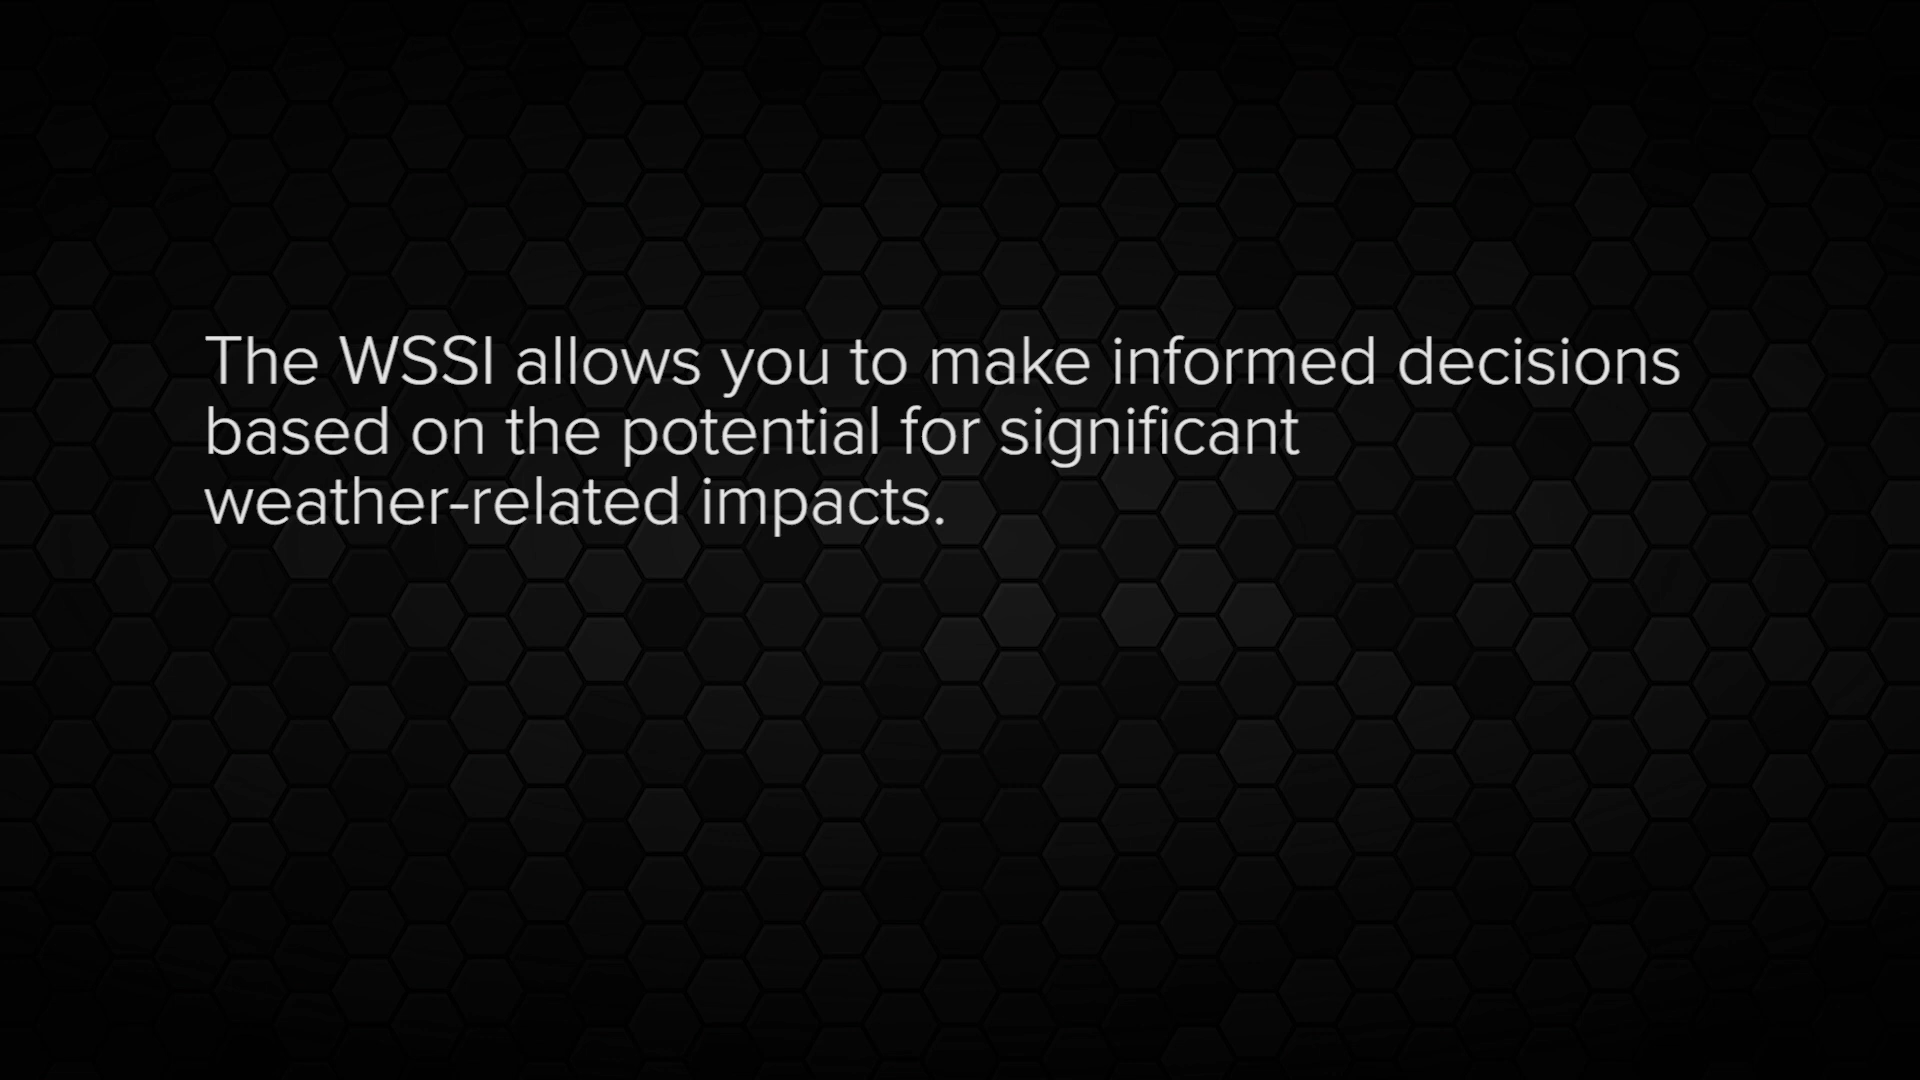 The WSSI allows you to make informed decisions
based on the potential for significant
weather-related impacts.